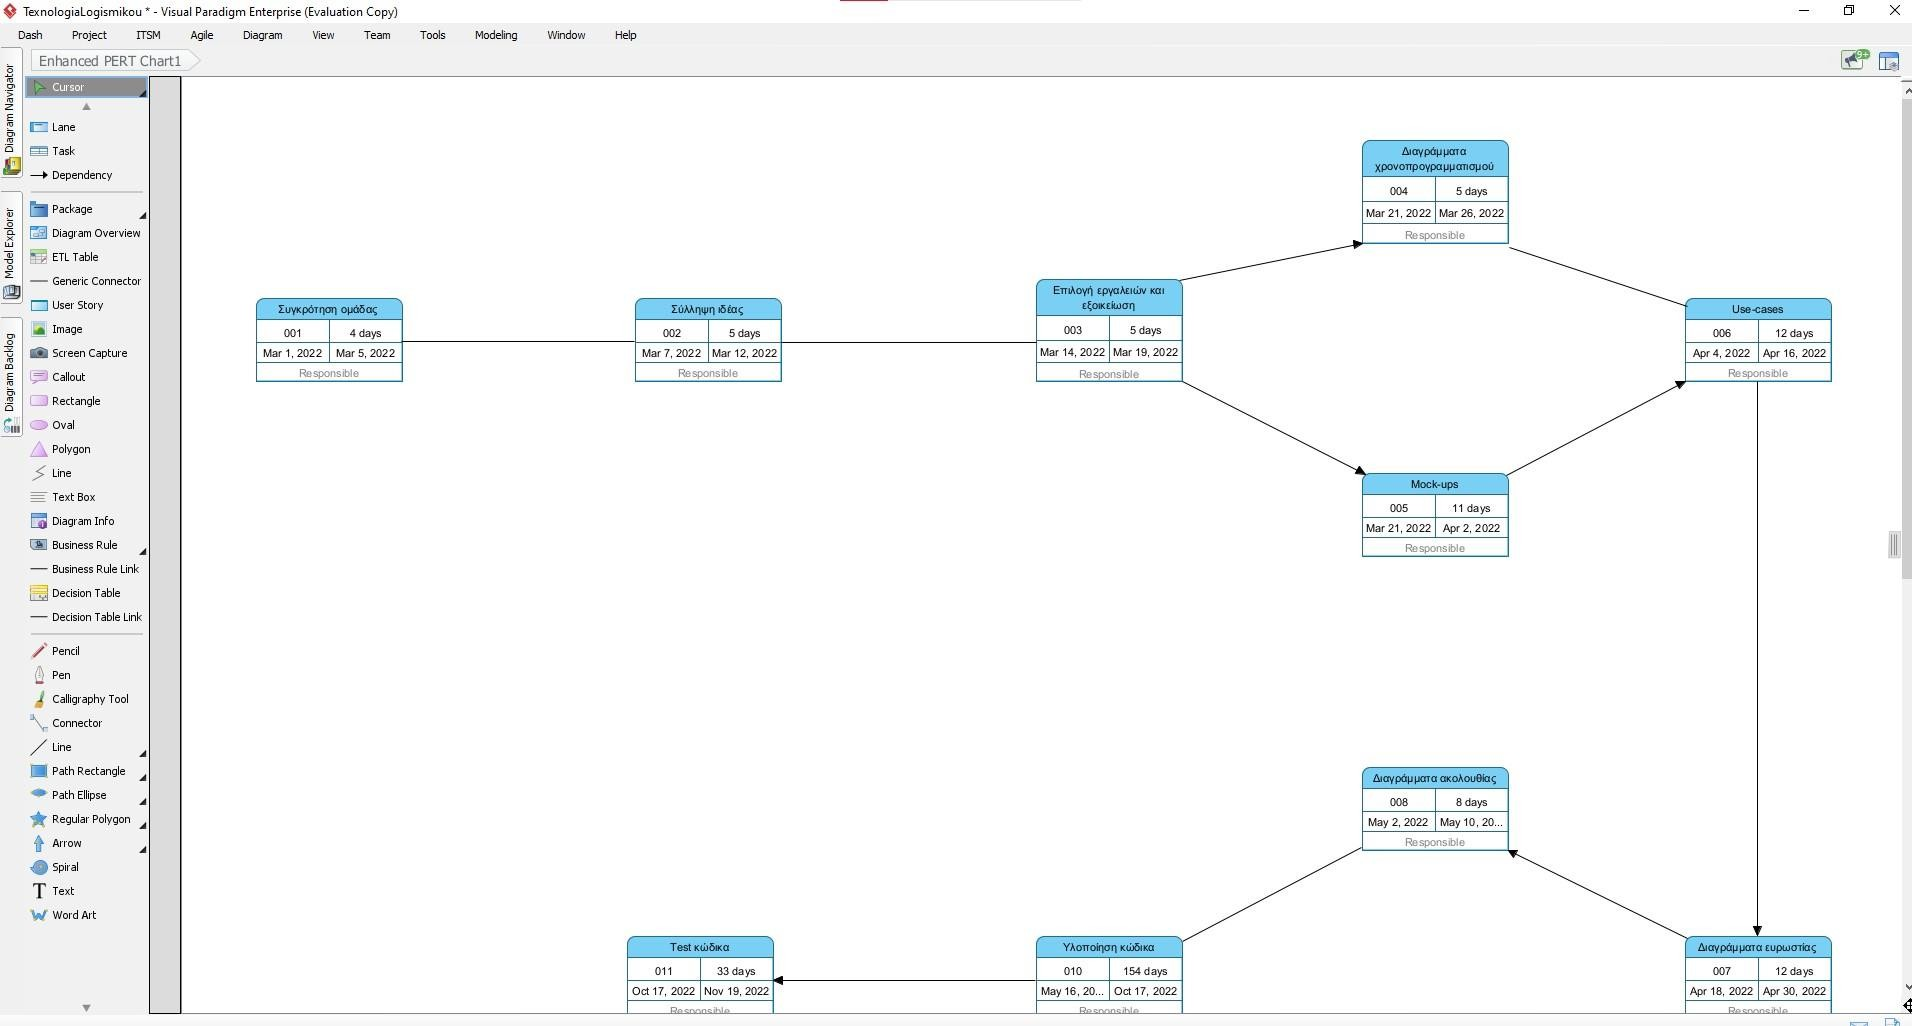 TexnologiaLogismikou * - Visual Paradigm Enterprise (Evaluation Copy)
Dash Project ITSM Agile Diagram View Team Tools Modeling Window Help
Enhanced PERT Chart1
9+
Diagram Navigator
Model Explorer
Diagram Backlog
Cursor
Lane
Task
Dependency
Package
Diagram Overview
ETL Table
Generic Connector
User Story
Image
Screen Capture
Callout
Rectangle
Oval
Polygon
Line
Text Box
Diagram Info
Business Rule
Business Rule Link
Decision Table
Decision Table Link
Pencil
Pen
Calligraphy Tool
Connector
Line
Path Rectangle
Path Ellipse
Regular Polygon
Arrow
Spiral
Text
Word Art
Συγκρότηση ομάδας
001 4 days
Mar 1, 2022 Mar 5, 2022
Responsible
Σύλληψη ιδέας
002 5 days
Mar 7, 2022 Mar 12, 2022
Responsible
Επιλογή εργαλειών και
εξοικείωση
003 5 days
Mar 14, 2022 Mar 19, 2022
Responsible
Διαγράμματα
χρονοπρογραμματισμού
004 5 days
Mar 21, 2022 Mar 26, 2022
Responsible
Use-cases
006 12 days
Apr 4, 2022 Apr 16, 2022
Responsible
Mock-ups
005 11 days
Mar 21, 2022 Apr 2, 2022
Responsible
Διαγράμματα ακολουθίας
008 8 days
May 2, 2022 May 10, 20...
Responsible
Test κώδικα
011 33 days
Oct 17, 2022 Nov 19, 2022
Responsible
Υλοποίηση κώδικα
010 154 days
May 16, 20... Oct 17, 2022
Responsible
Διαγράμματα ευρωστίας
007 12 days
Apr 18, 2022 Apr 30, 2022
Responsible